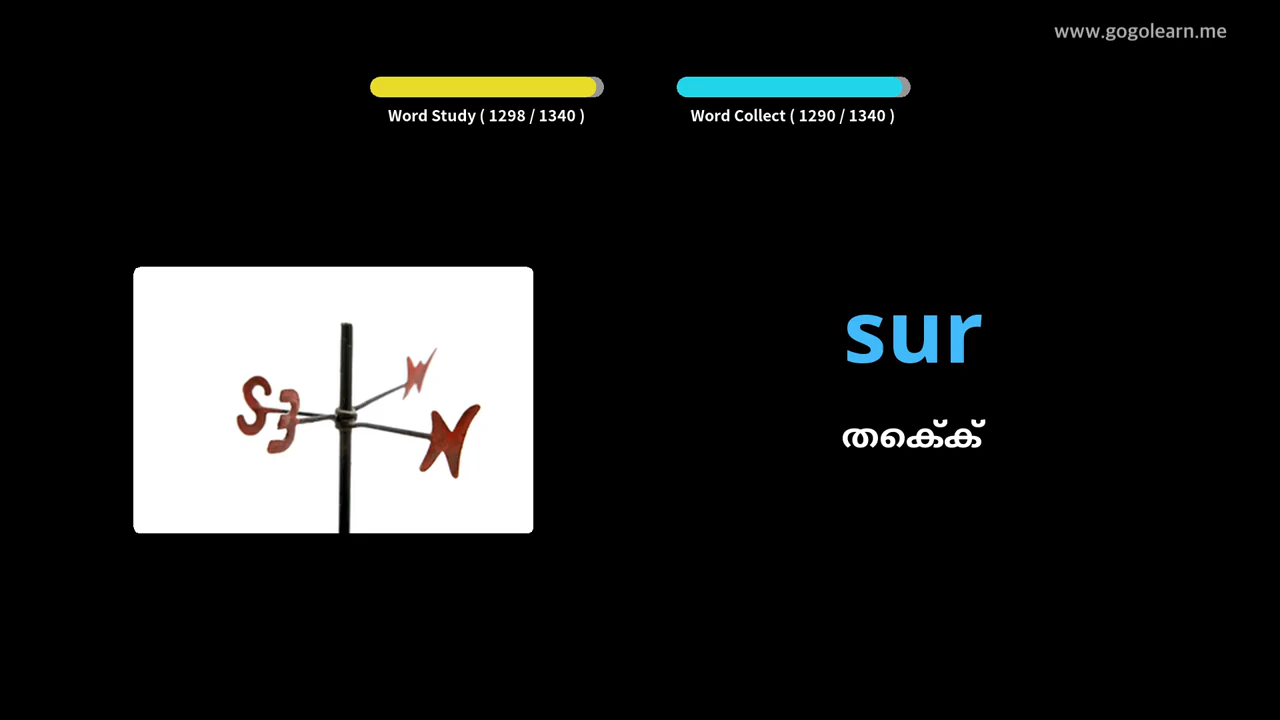 www.gogolearn.me
Word Study ( 1298 / 1340 )
Word Collect ( 1290 / 1340 )
sur
തകെ്ക്
W
S E
N